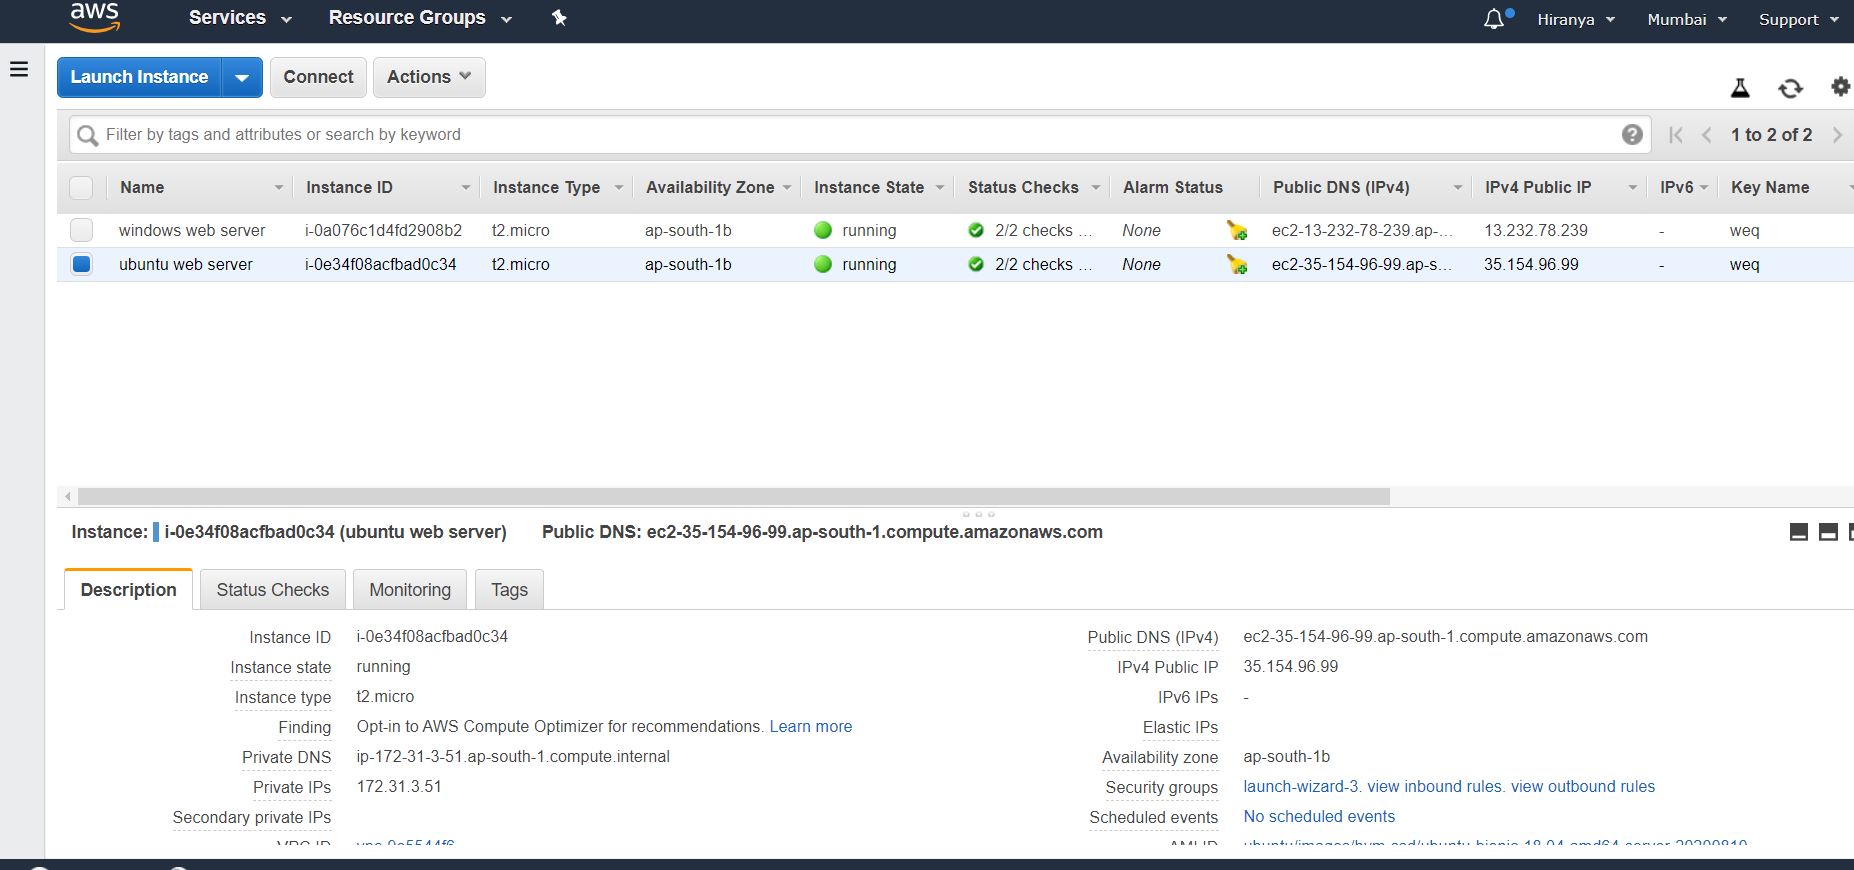 aws Services Resource Groups Hiranya Mumbai Support
Launch Instance Connect Actions
Filter by tags and attributes or search by keyword 1 to 2 of 2
Name Instance ID Instance Type Availability Zone Instance State Status Checks Alarm Status Public DNS (IPv4) IPv4 Public IP IPv6 Key Name
windows web server i-0a076c1d4fd2908b2 t2.micro ap-south-1b running 2/2 checks ... None ec2-13-232-78-239.ap-... 13.232.78.239 - weq
ubuntu web server i-0e34f08acfbad0c34 t2.micro ap-south-1b running 2/2 checks ... None ec2-35-154-96-99.ap-s... 35.154.96.99 - weq
Instance: i-0e34f08acfbad0c34 (ubuntu web server) Public DNS: ec2-35-154-96-99.ap-south-1.compute.amazonaws.com
Description Status Checks Monitoring Tags
Instance ID i-0e34f08acfbad0c34 Public DNS (IPv4) ec2-35-154-96-99.ap-south-1.compute.amazonaws.com
Instance state running IPv4 Public IP 35.154.96.99
Instance type t2.micro IPv6 IPs -
Finding Opt-in to AWS Compute Optimizer for recommendations. Learn more Elastic IPs
Private DNS ip-172-31-3-51.ap-south-1.compute.internal Availability zone ap-south-1b
Private IPs 172.31.3.51 Security groups launch-wizard-3. view inbound rules. view outbound rules
Secondary private IPs Scheduled events No scheduled events
VPC ID AMI ID